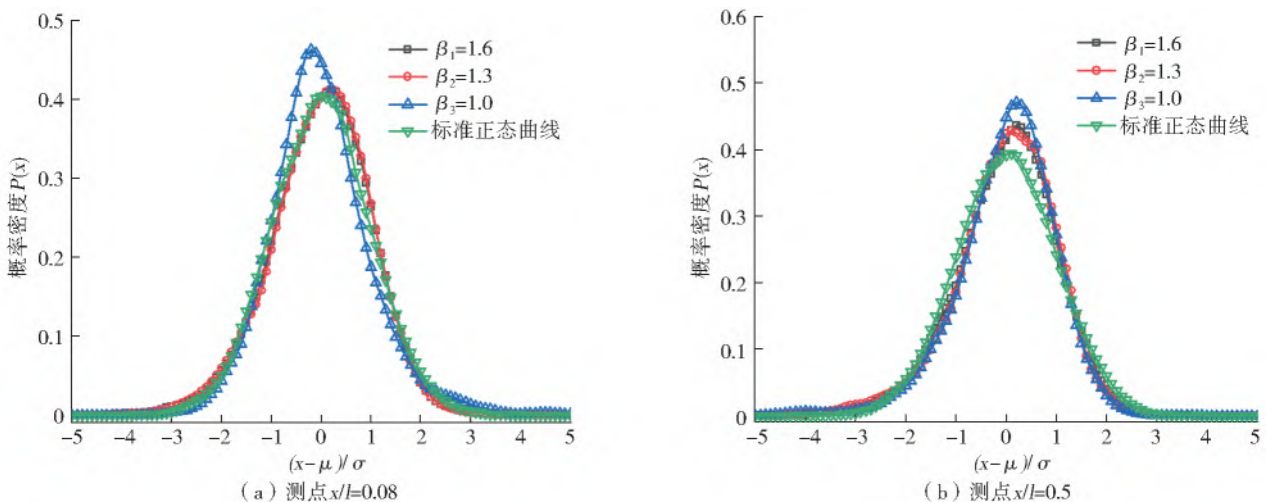 0.5
0.4
0.3
0.2
0.1
0
概率密度P(x)
β1=1.6
β2=1.3
β3=1.0
标准正态曲线
−5 −4 −3 −2 −1 0 1 2 3 4 5
(x−μ)/σ
（a）测点x/l=0.08
0.6
0.5
0.4
0.3
0.2
0.1
0
概率密度P(x)
β1=1.6
β2=1.3
β3=1.0
标准正态曲线
−5 −4 −3 −2 −1 0 1 2 3 4 5
(x−μ)/σ
（b）测点x/l=0.5